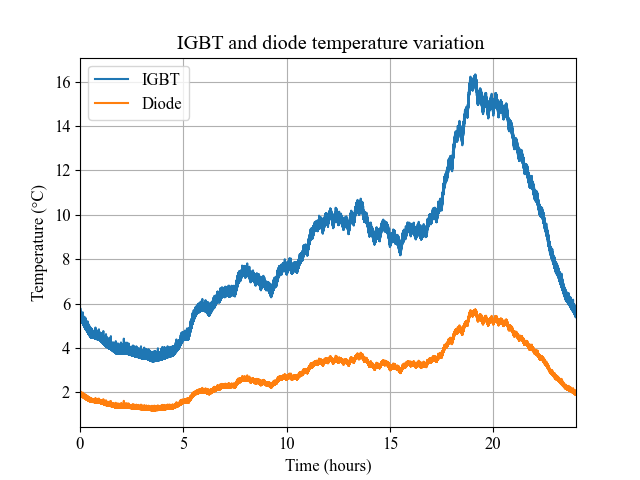 IGBT and diode temperature variation
IGBT
Diode
Temperature (°C)
16
14
12
10
8
6
4
2
0
5
10
15
20
Time (hours)